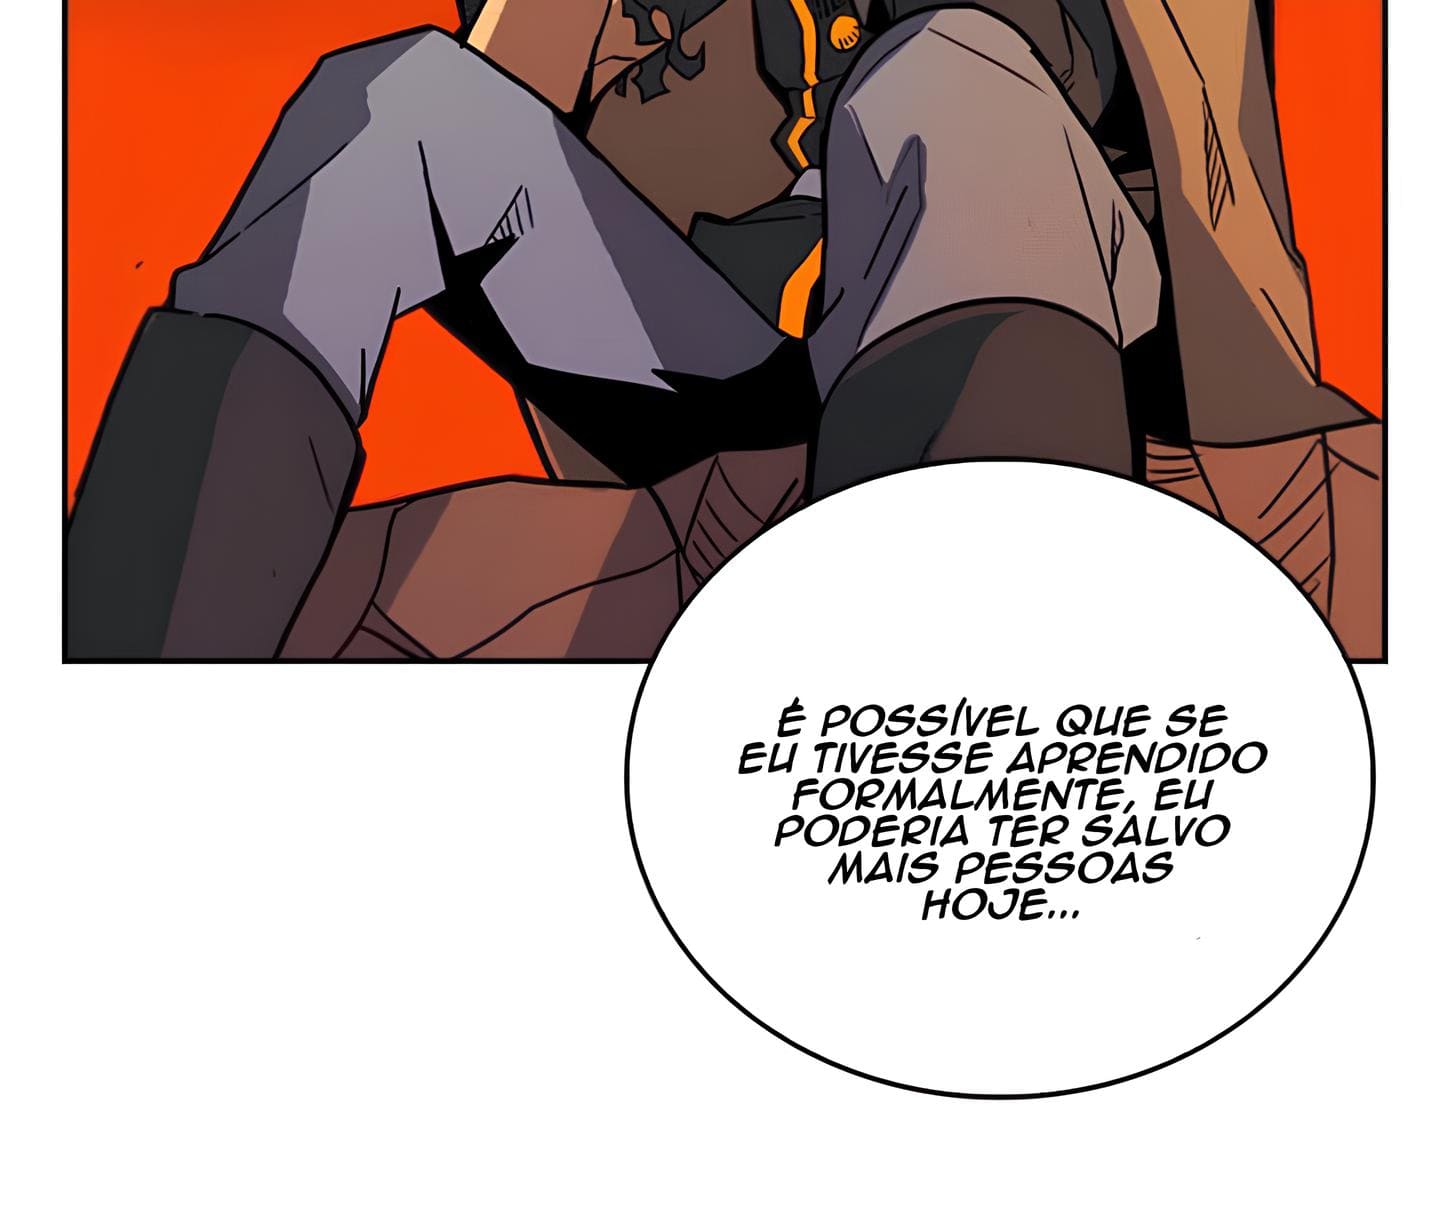 É POSSÍVEL QUE SE
EU TIVESSE APRENDIDO
FORMALMENTE, EU
PODERIA TER SALVO
MAIS PESSOAS
HOJE...